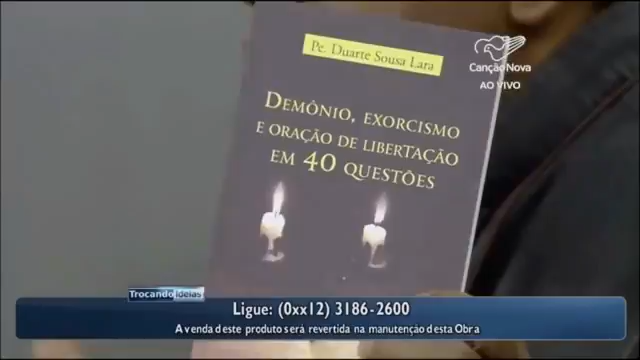 Pe. Duarte Sousa Lara
Canção Nova
AO VIVO
DEMÓNIO, EXORCISMO
E ORAÇÃO DE LIBERTAÇÃO
EM 40 QUESTÕES
Trocando Ideias
Ligue: (0xx12) 3186-2600
A venda deste produto será revertida na manutenção desta Obra